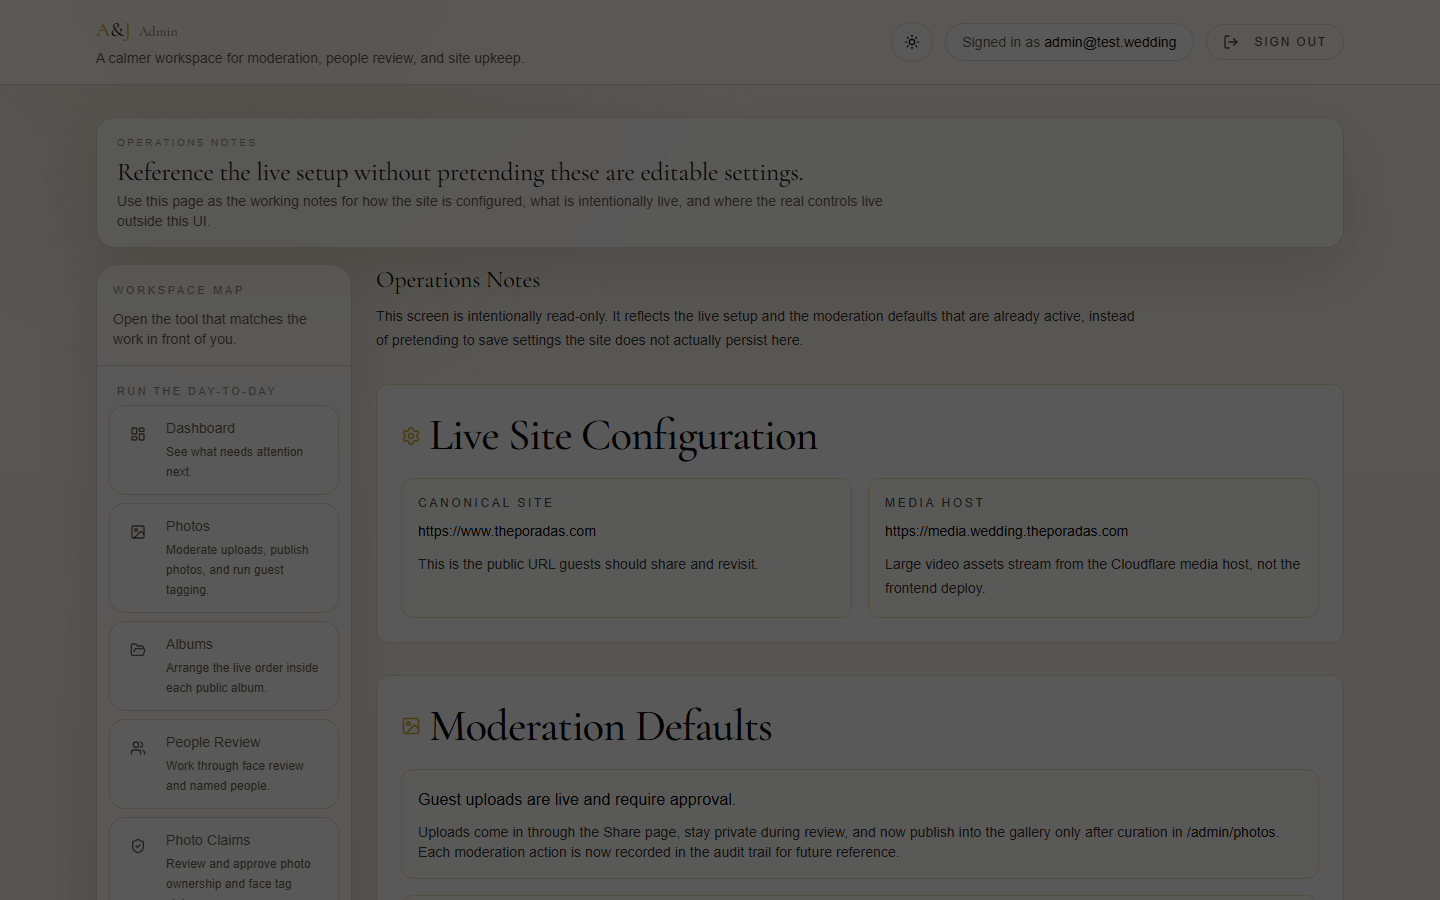 A&J Admin
A calmer workspace for moderation, people review, and site upkeep.
Signed in as admin@test.wedding
SIGN OUT
OPERATIONS NOTES
Reference the live setup without pretending these are editable settings.
Use this page as the working notes for how the site is configured, what is intentionally live, and where the real controls live
outside this UI.
WORKSPACE MAP
Open the tool that matches the
work in front of you.
RUN THE DAY-TO-DAY
Dashboard
See what needs attention
next.
Photos
Moderate uploads, publish
photos, and run guest
tagging.
Albums
Arrange the live order inside
each public album.
People Review
Work through face review
and named people.
Photo Claims
Review and approve photo
ownership and face tag
Operations Notes
This screen is intentionally read-only. It reflects the live setup and the moderation defaults that are already active, instead
of pretending to save settings the site does not actually persist here.
Live Site Configuration
CANONICAL SITE
https://www.theporadas.com
This is the public URL guests should share and revisit.
MEDIA HOST
https://media.wedding.theporadas.com
Large video assets stream from the Cloudflare media host, not the
frontend deploy.
Moderation Defaults
Guest uploads are live and require approval.
Uploads come in through the Share page, stay private during review, and now publish into the gallery only after curation in /admin/photos.
Each moderation action is now recorded in the audit trail for future reference.